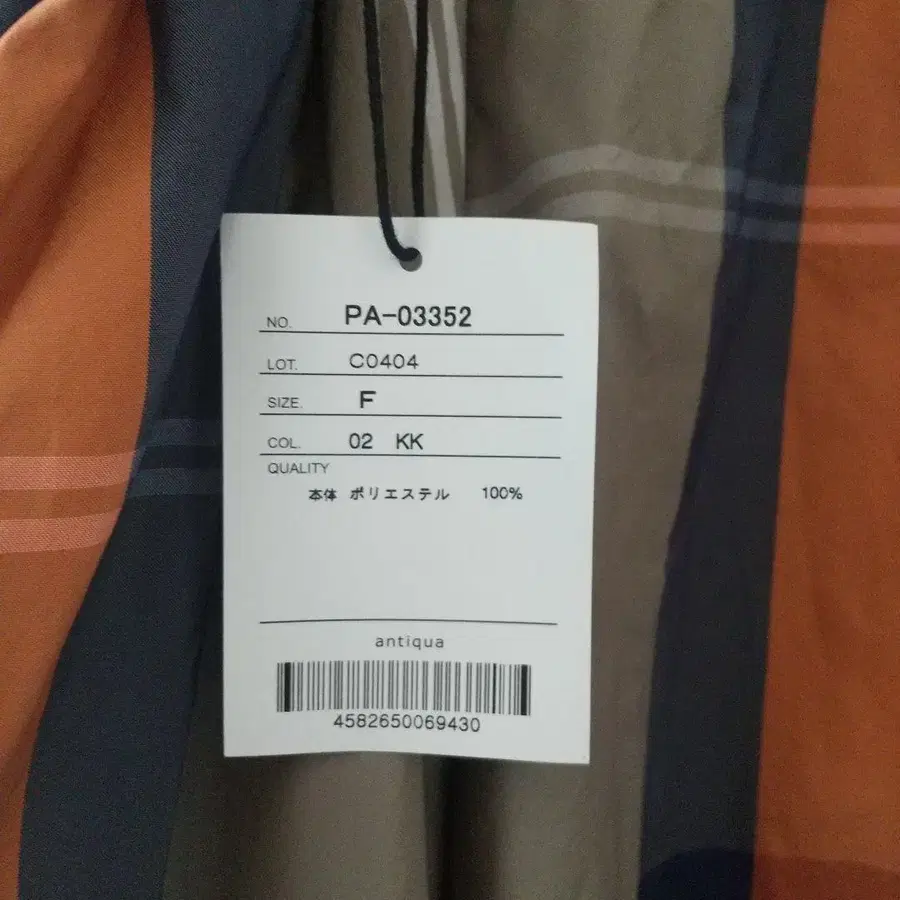 NO. PA-03352
LOT. C0404
SIZE. F
COL. 02 KK
QUALITY
本体 ポリエステル 100%
antiqua
4582650069430